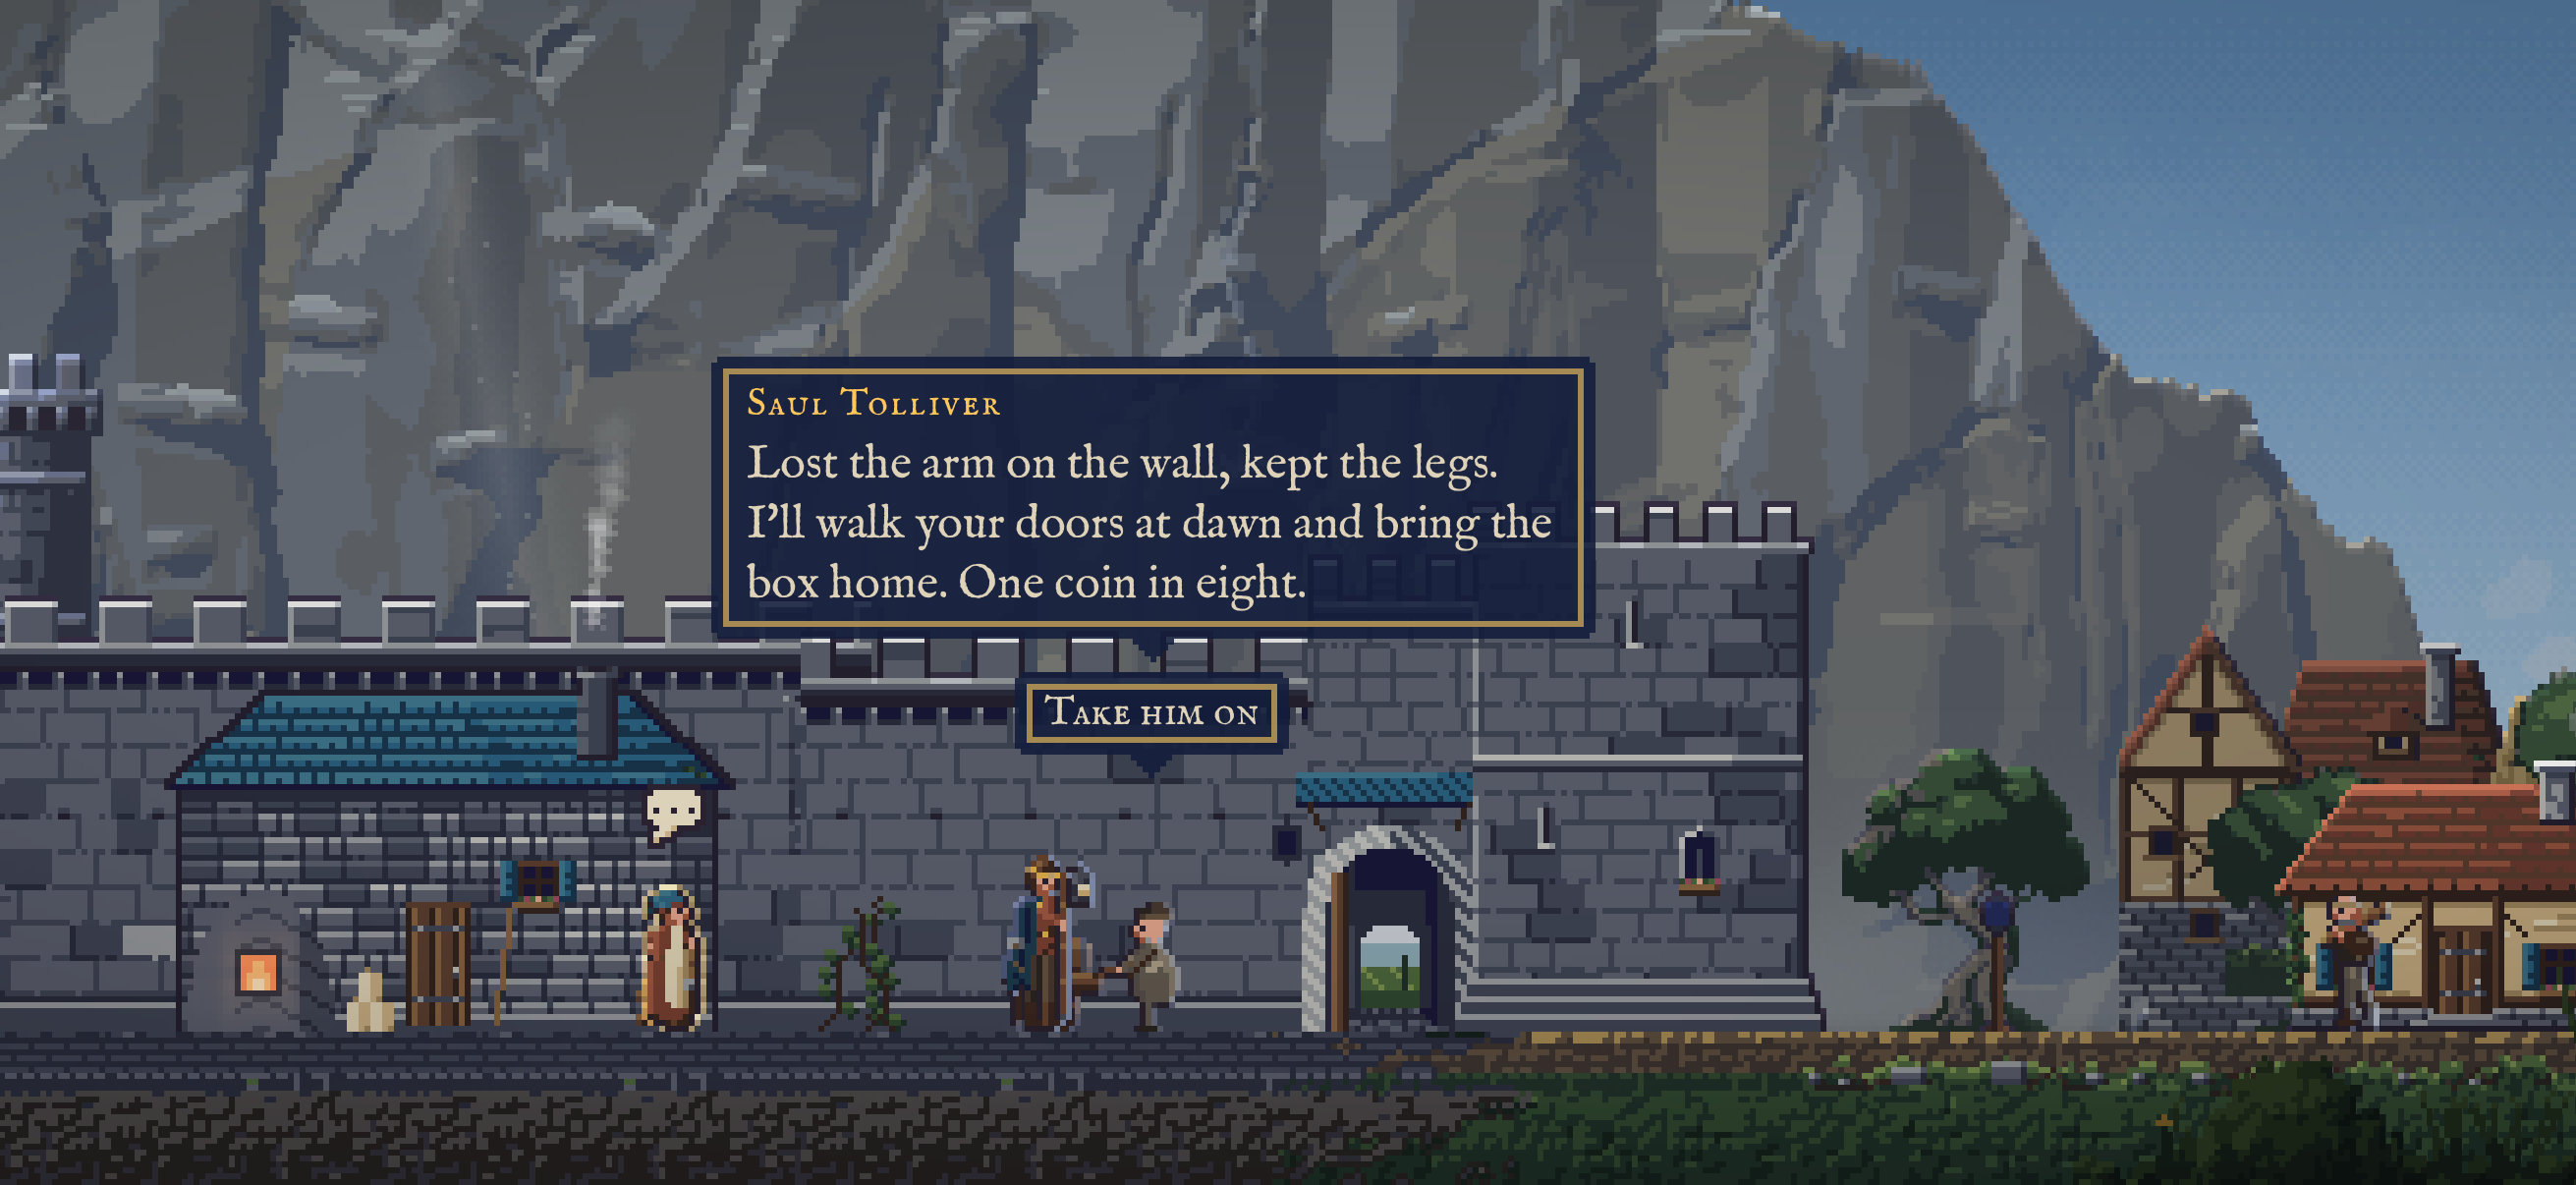 Saul Tolliver
Lost the arm on the wall, kept the legs.
I’ll walk your doors at dawn and bring the
box home. One coin in eight.
Take him on